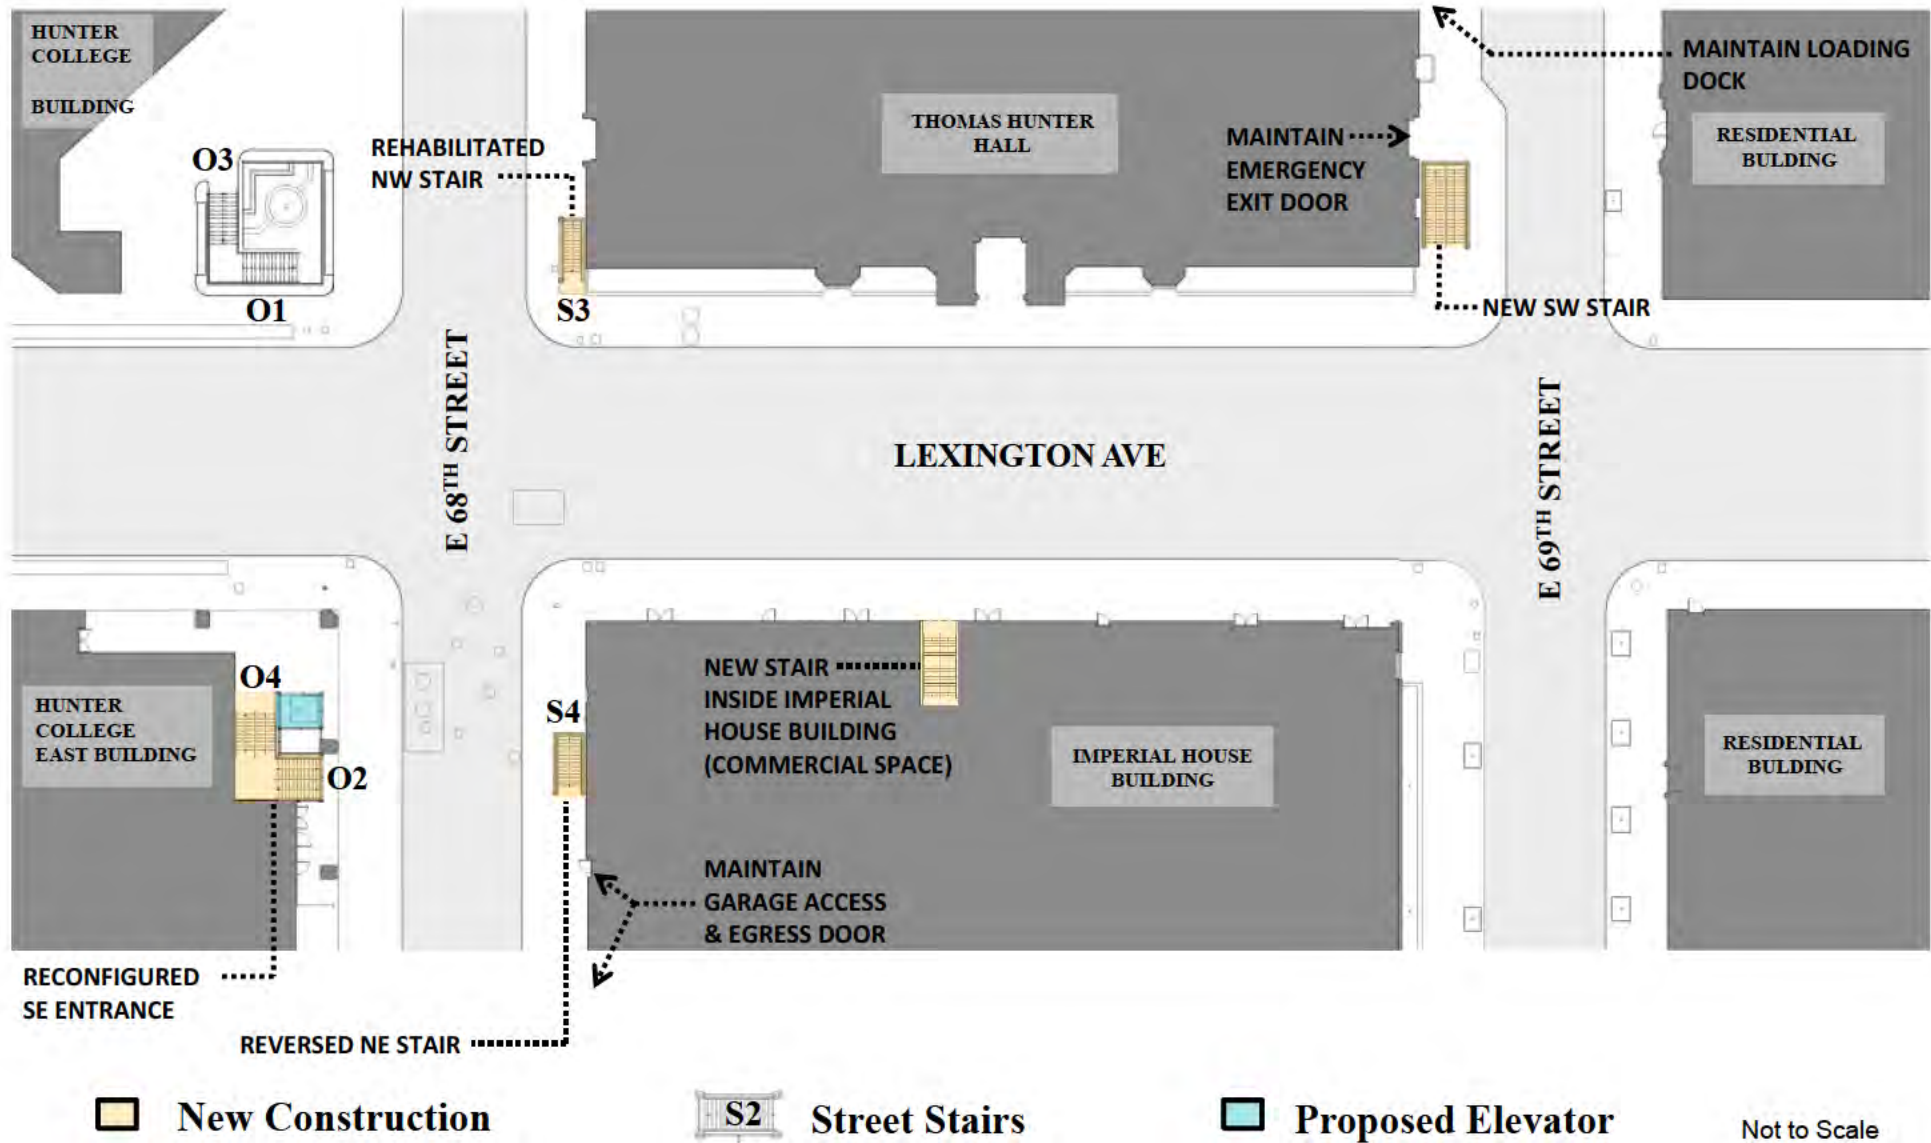 HUNTER
COLLEGE
BUILDING
O3
O1
REHABILITATED
NW STAIR
S3
THOMAS HUNTER
HALL
MAINTAIN
EMERGENCY
EXIT DOOR
MAINTAIN LOADING
DOCK
RESIDENTIAL
BULDING
NEW SW STAIR
E 68TH STREET
LEXINGTON AVE
E 69TH STREET
HUNTER
COLLEGE
EAST BUILDING
O4
O2
S4
NEW STAIR
INSIDE IMPERIAL
HOUSE BUILDING
(COMMERCIAL SPACE)
IMPERIAL HOUSE
BUILDING
RESIDENTIAL
BULDING
MAINTAIN
GARAGE ACCESS
& EGRESS DOOR
RECONFIGURED
SE ENTRANCE
REVERSED NE STAIR
New Construction
S2
Street Stairs
Proposed Elevator
Not to Scale